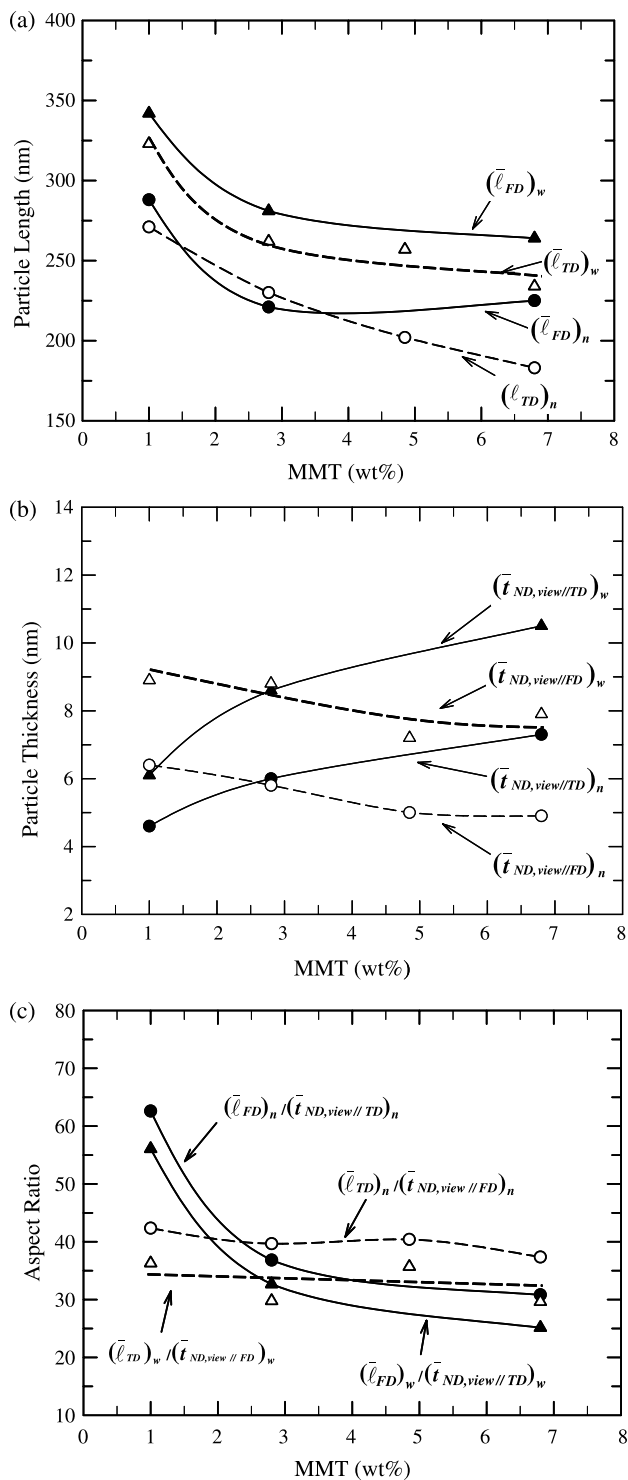 (a)
400
350
300
250
200
150
Particle Length (nm)
(ℓ̄ FD)w
(ℓ̄ TD)w
(ℓ̄ FD)n
(ℓ TD)n
0 1 2 3 4 5 6 7 8
MMT (wt%)
(b)
14
12
10
8
6
4
2
Particle Thickness (nm)
(t̄ ND,view//TD)w
(t̄ ND,view//FD)w
(t̄ ND,view//TD)n
(t̄ ND,view//FD)n
0 1 2 3 4 5 6 7 8
MMT (wt%)
(c)
80
70
60
50
40
30
20
10
Aspect Ratio
(ℓ̄ FD)n /(t̄ ND,view// TD)n
(ℓ̄ TD)n /(t̄ ND,view // FD)n
(ℓ̄ TD)w /(t̄ ND,view // FD)w
(ℓ̄ FD)w /(t̄ ND,view// TD)w
0 1 2 3 4 5 6 7 8
MMT (wt%)